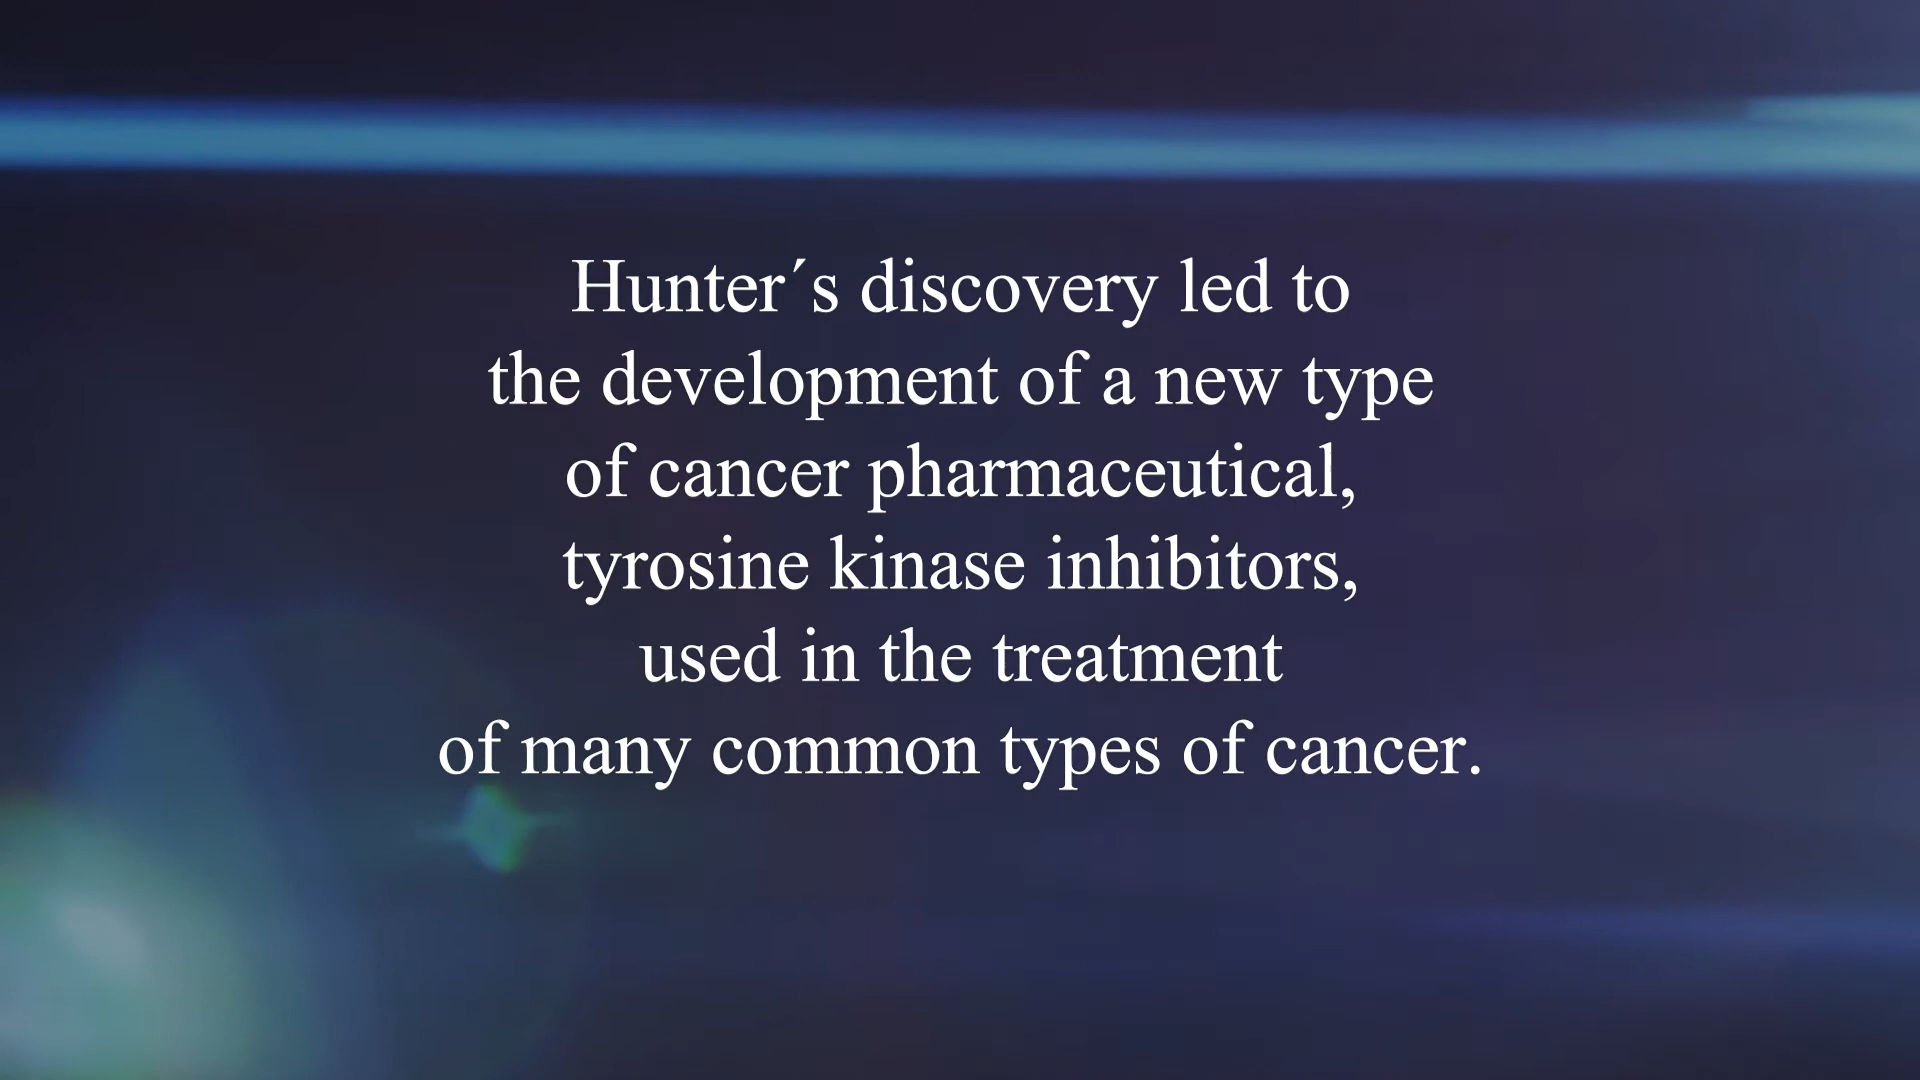 Hunter´s discovery led to
the development of a new type
of cancer pharmaceutical,
tyrosine kinase inhibitors,
used in the treatment
of many common types of cancer.